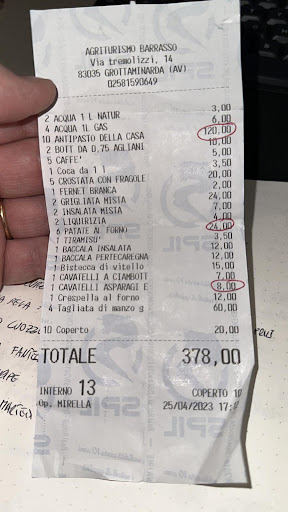 AGRITURISMO BARRASSO
Via tremolizzi, 14
83035 GROTTAMINARDA (AV)
02581590649
2 ACQUA 1 L NATUR 3,00
4 ACQUA 1L GAS 6,00
10 ANTIPASTO DELLA CASA 120,00
2 BOTT DA 0,75 AGLIANI 10,00
5 CAFFE' 5,00
1 Coca da 1 l 3,50
5 CROSTATA CON FRAGOLE 20,00
1 FERNET BRANCA 2,00
2 GRIGLIATA MISTA 24,00
2 INSALATA MISTA 7,00
2 LIQUIRIZIA 4,00
6 PATATE AL FORNO 24,00
1 TIRAMISU' 3,50
1 BACCALA INSALATA 12,00
1 BACCALA PERTECAREGNA 12,00
1 Bistecca di vitello 15,00
1 CAVATELLI A CIAMBOTT 7,00
1 CAVATELLI ASPARAGI E 8,00
1 Crespella al forno 12,00
4 Tagliata di manzo g 60,00
10 Coperto 20,00
TOTALE 378,00
INTERNO 13 COPERTO 10
Op. MIRELLA 25/04/2023
SPIL